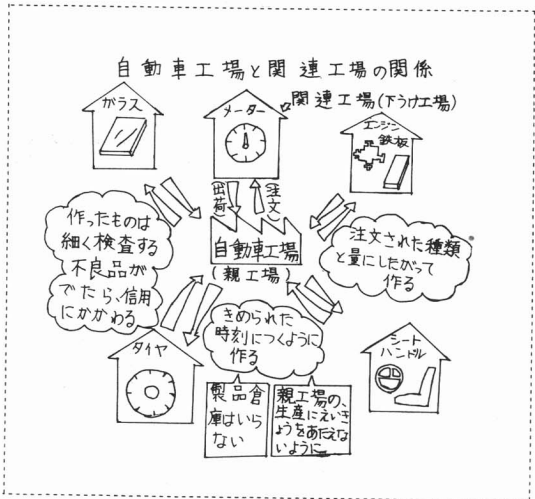 自動車工場と関連工場の関係
ガラス
メーター
関連工場(下うけ工場)
エンジン
鉄板
出荷
注文
作ったものは
細く検査する
不良品が
でたら、信用
にかかわる
自動車工場
(親工場)
注文された種類
と量にしたがって
作る
きめられた
時刻につくように
作る
タイヤ
シート
ハンドル
製品倉
庫はいら
ない
親工場の、
生産にえいき
ょうをあたえな
いように